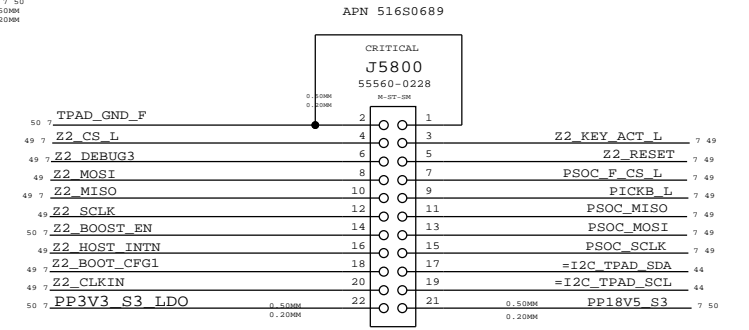 7 50
50MM
20MM
APN 516S0689
CRITICAL
J5800
55560-0228
M-ST-SM
0.50MM
0.20MM
50 7 TPAD_GND_F 2 1
49 7 Z2_CS_L 4 3 Z2_KEY_ACT_L 7 49
49 7 Z2_DEBUG3 6 5 Z2_RESET 7 49
49 Z2_MOSI 8 7 PSOC_F_CS_L 7 49
49 7 Z2_MISO 10 9 PICKB_L 7 49
49 Z2_SCLK 12 11 PSOC_MISO 7 49
50 7 Z2_BOOST_EN 14 13 PSOC_MOSI 7 49
49 Z2_HOST_INTN 16 15 PSOC_SCLK 7 49
49 7 Z2_BOOT_CFG1 18 17 =I2C_TPAD_SDA 44
49 7 Z2_CLKIN 20 19 =I2C_TPAD_SCL 44
50 7 PP3V3_S3_LDO 0.50MM 22 21 0.50MM PP18V5_S3 7 50
0.20MM 0.20MM